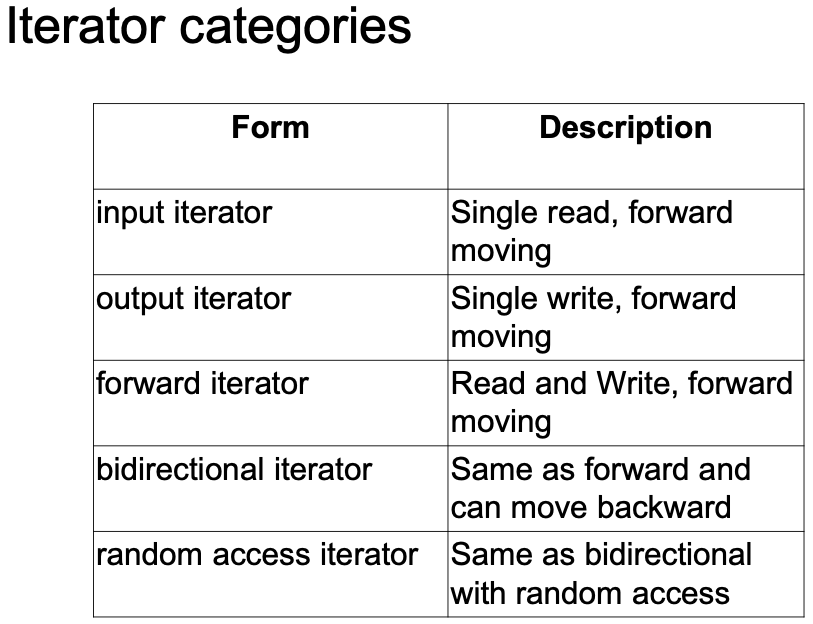 Iterator categories
Form Description
input iterator Single read, forward
moving
output iterator Single write, forward
moving
forward iterator Read and Write, forward
moving
bidirectional iterator Same as forward and
can move backward
random access iterator Same as bidirectional
with random access